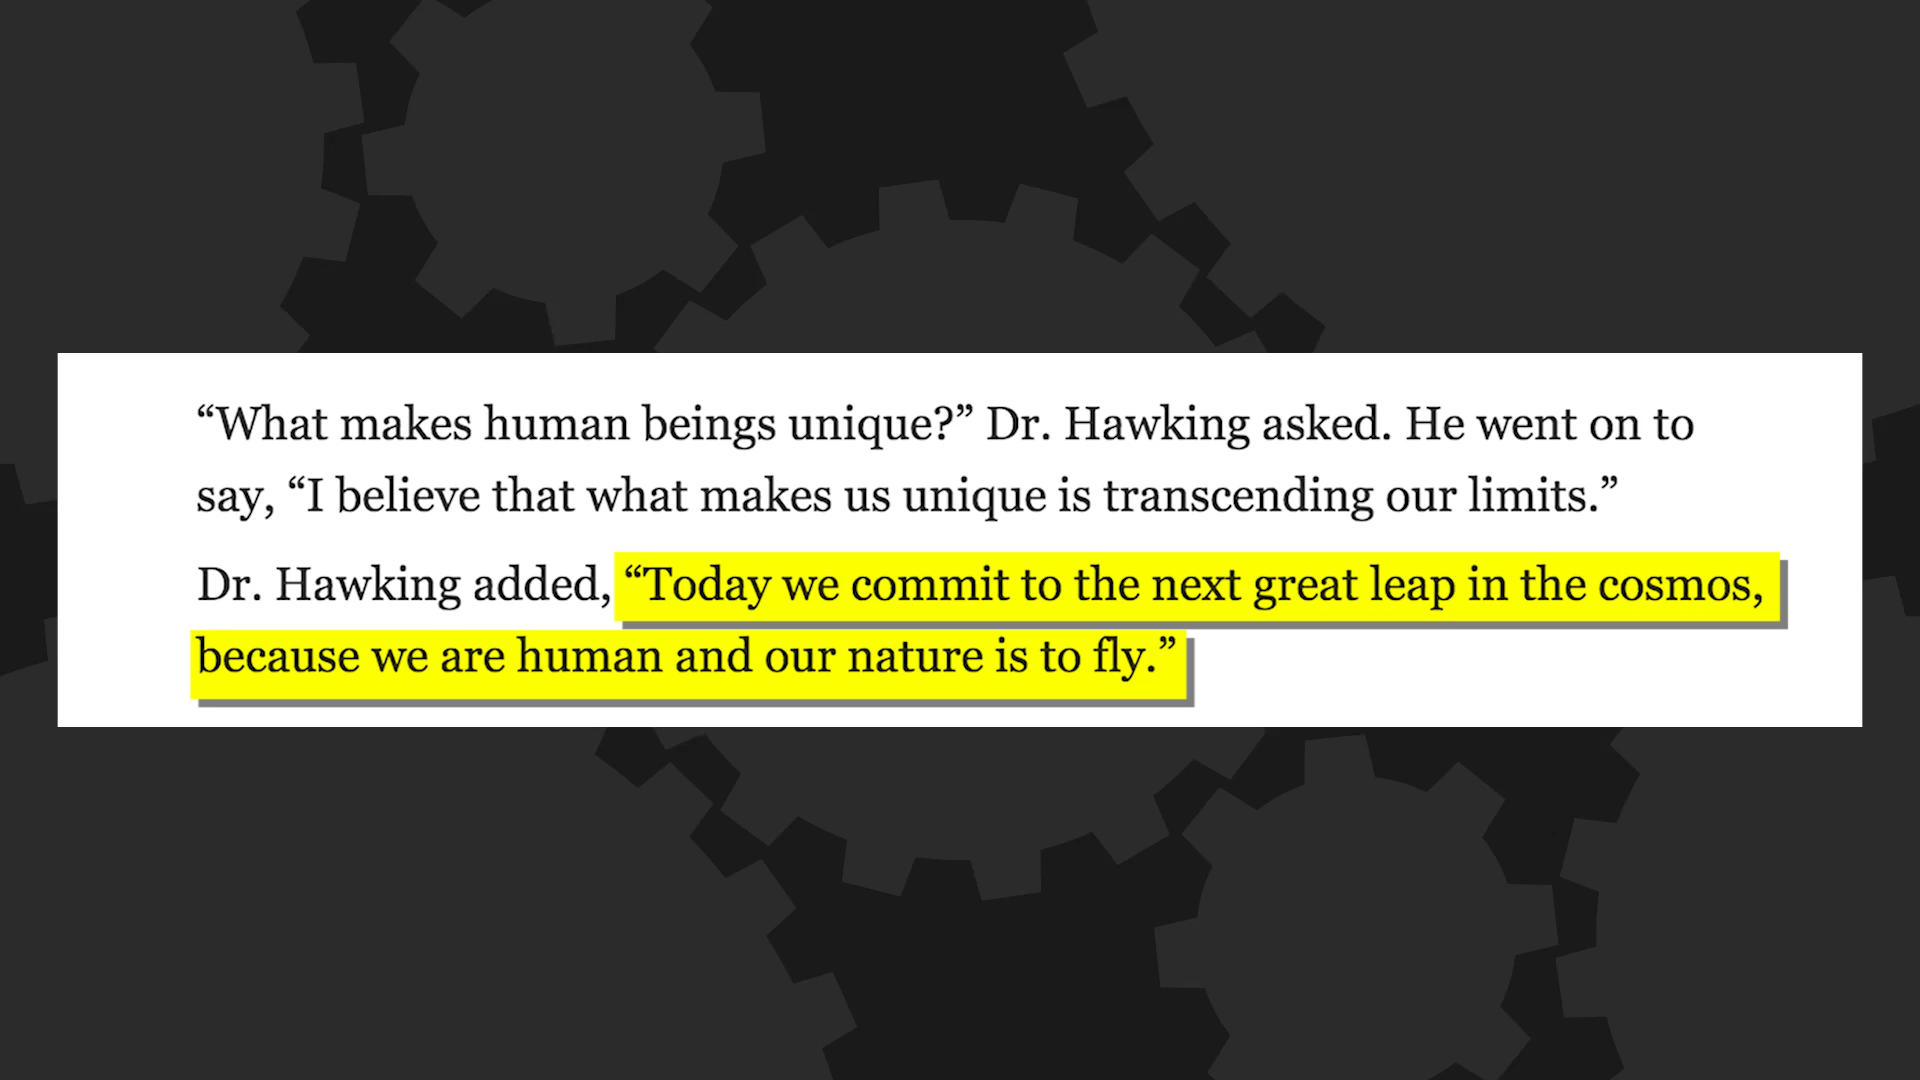 “What makes human beings unique?” Dr. Hawking asked. He went on to
say, “I believe that what makes us unique is transcending our limits.”
Dr. Hawking added, “Today we commit to the next great leap in the cosmos,
because we are human and our nature is to fly.”